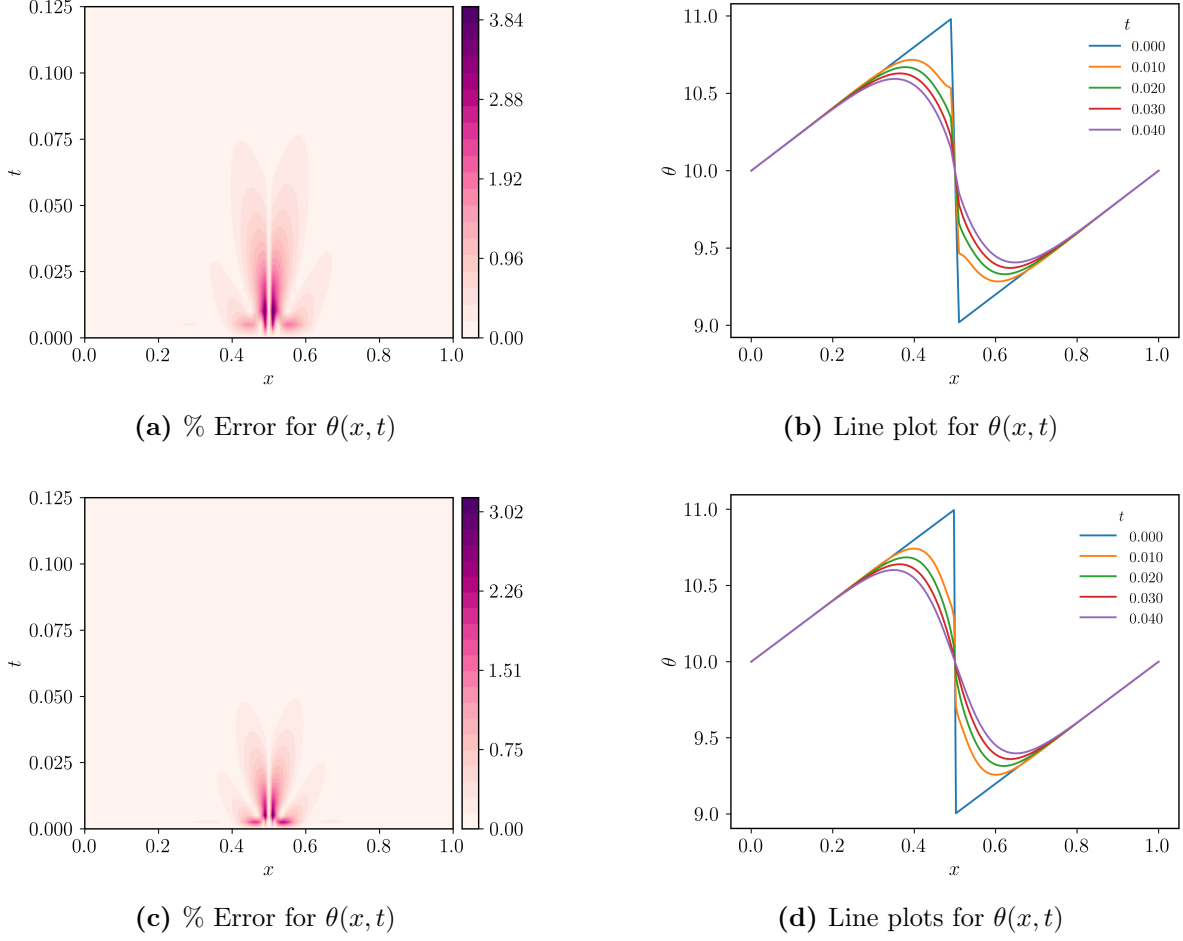 0.125
0.100
0.075
0.050
0.025
0.000
t
0.0 0.2 0.4 0.6 0.8 1.0
x
3.84
2.88
1.92
0.96
0.00
11.0
10.5
10.0
9.5
9.0
θ
0.0 0.2 0.4 0.6 0.8 1.0
x
t
0.000
0.010
0.020
0.030
0.040
(a) % Error for θ(x, t)
(b) Line plot for θ(x, t)
0.125
0.100
0.075
0.050
0.025
0.000
t
0.0 0.2 0.4 0.6 0.8 1.0
x
3.02
2.26
1.51
0.75
0.00
11.0
10.5
10.0
9.5
9.0
θ
0.0 0.2 0.4 0.6 0.8 1.0
x
t
0.000
0.010
0.020
0.030
0.040
(c) % Error for θ(x, t)
(d) Line plots for θ(x, t)